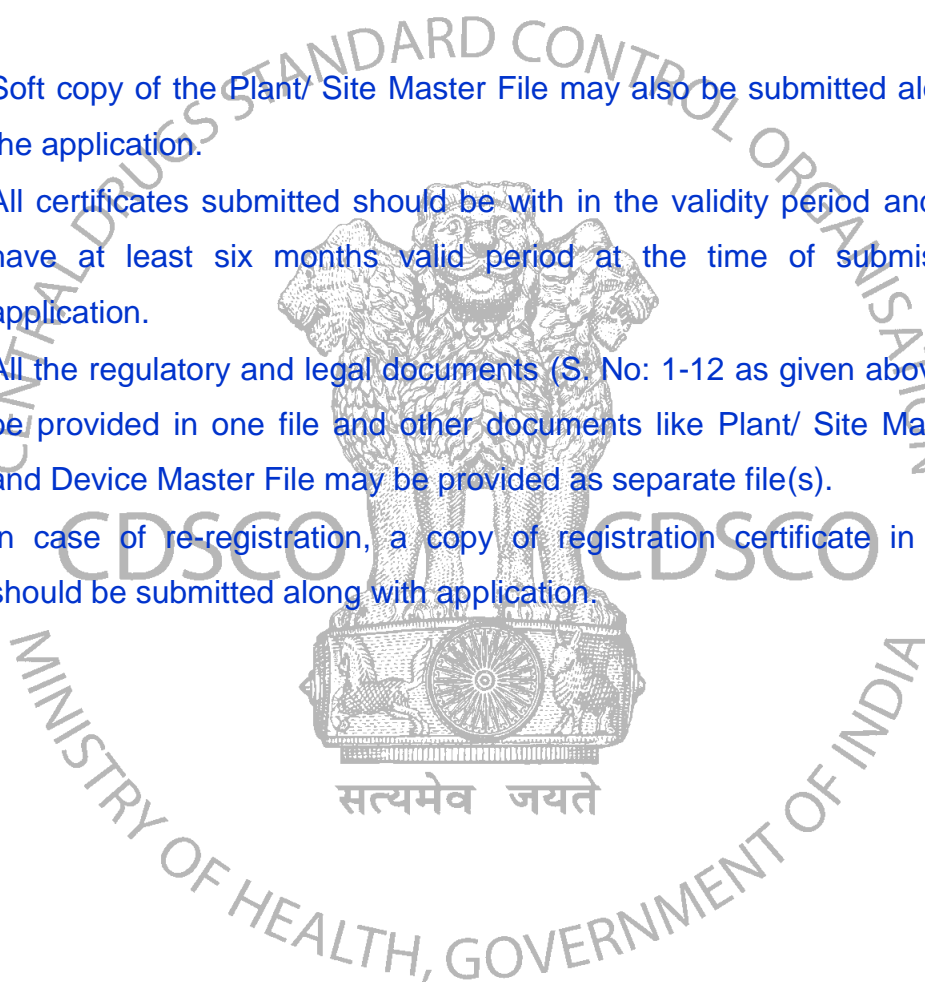 CENTRAL DRUGS STANDARD CONTROL ORGANISATION
Soft copy of the Plant/ Site Master File may also be submitted
the application.
All certificates submitted should be with in the validity period and
have at least six months valid period at the time of
application.
All the regulatory and legal documents (S. No: 1-12 as given
be provided in one file and other documents like Plant/ Site
and Device Master File may be provided as separate file(s).
CDSCO CDSCO
In case of re-registration, a copy of registration certificate in
should be submitted along with application.
सत्यमेव जयते
MINISTRY OF HEALTH, GOVERNMENT OF INDIA